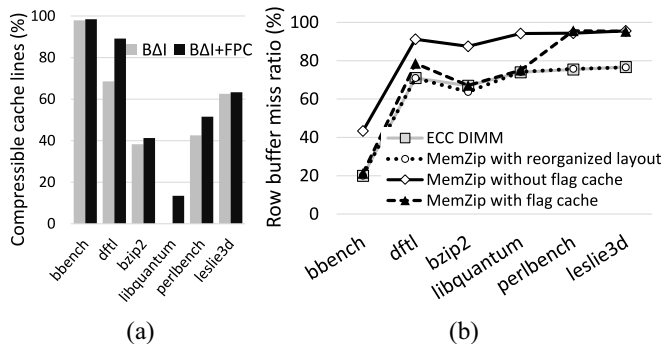 Compressible cache lines (%)
100
80
60
40
20
0
BΔI BΔI+FPC
bbench
dftl
bzip2
libquantum
perlbench
leslie3d
(a)
Row buffer miss ratio (%)
100
80
60
40
20
0
ECC DIMM
MemZip with reorganized layout
MemZip without flag cache
MemZip with flag cache
bbench
dftl
bzip2
libquantum
perlbench
leslie3d
(b)